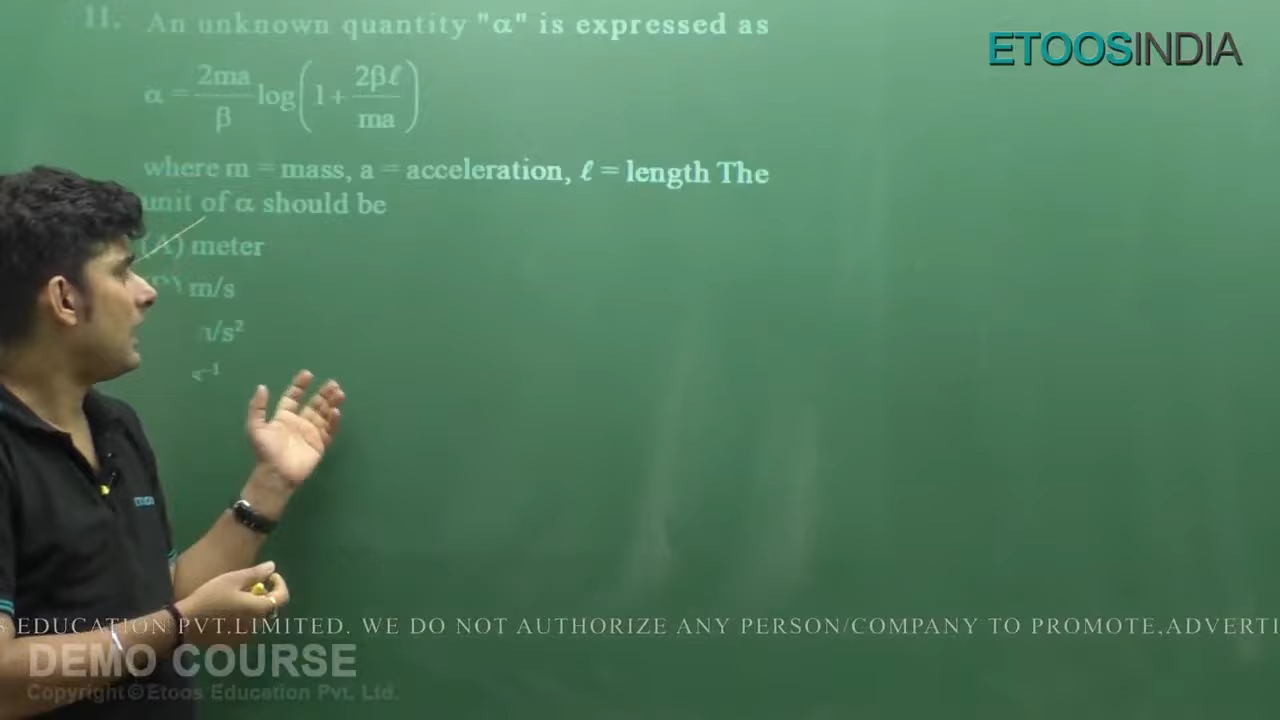 11. An unknown quantity "α" is expressed as
ETOOSINDIA
α = 2ma/β log(1 + 2βℓ/ma)
where m = mass, a = acceleration, ℓ = length The
unit of α should be
(A) meter
m/s
/s²
s⁻¹
EDUCATION PVT.LIMITED. WE DO NOT AUTHORIZE ANY PERSON/COMPANY TO PROMOTE,ADVERTI
DEMO COURSE
Copyright©Etoos Education Pvt. Ltd.